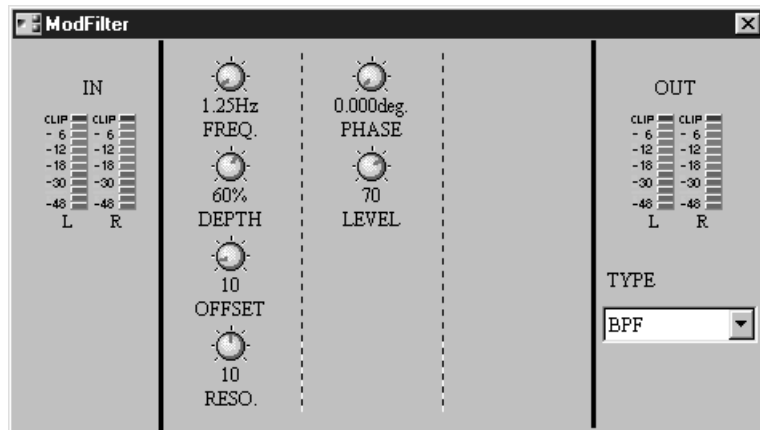 ModFilter
IN
CLIP CLIP
- 6 - 6
-12 -12
-18 -18
-30 -30
-48 -48
L R
1.25Hz
FREQ.
60%
DEPTH
10
OFFSET
10
RESO.
0.000deg.
PHASE
70
LEVEL
OUT
CLIP CLIP
- 6 - 6
-12 -12
-18 -18
-30 -30
-48 -48
L R
TYPE
BPF